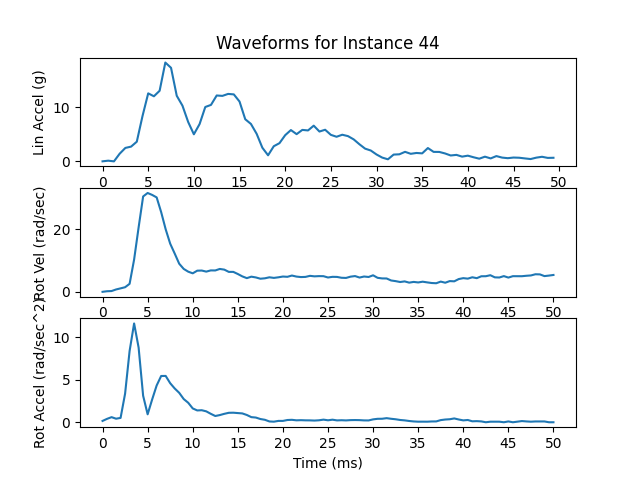 Waveforms for Instance 44
Lin Accel (g)
10
0
0 5 10 15 20 25 30 35 40 45 50
Rot Vel (rad/sec)
20
0
0 5 10 15 20 25 30 35 40 45 50
Rot Accel (rad/sec^2)
10
5
0
0 5 10 15 20 25 30 35 40 45 50
Time (ms)